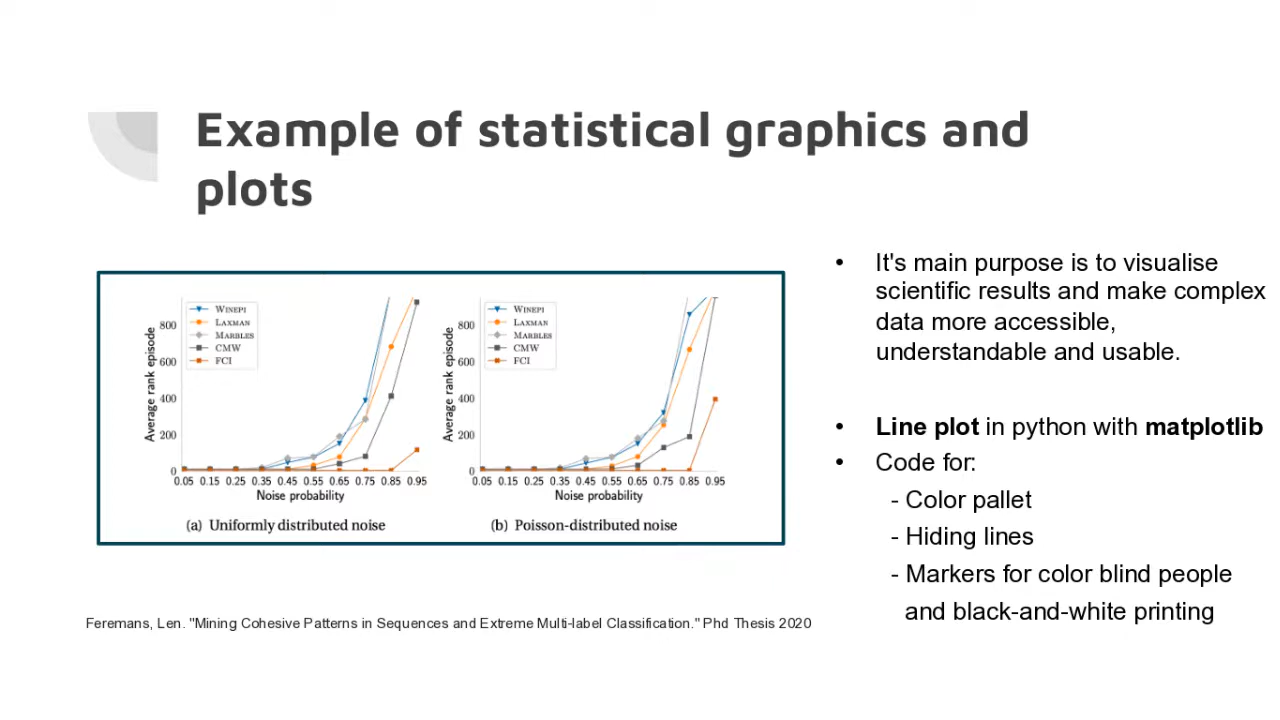 Example of statistical graphics and
plots
WINEPI
LAXMAN
MARBLES
CMW
FCI
800
600
400
200
0
Average rank episode
0.05 0.15 0.25 0.35 0.45 0.55 0.65 0.75 0.85 0.95
Noise probability
(a) Uniformly distributed noise
WINEPI
LAXMAN
MARBLES
CMW
FCI
800
600
400
200
0
Average rank episode
0.05 0.15 0.25 0.35 0.45 0.55 0.65 0.75 0.85 0.95
Noise probability
(b) Poisson-distributed noise
Feremans, Len. "Mining Cohesive Patterns in Sequences and Extreme Multi-label Classification." Phd Thesis 2020
• It's main purpose is to visualise
scientific results and make complex
data more accessible,
understandable and usable.
• Line plot in python with matplotlib
• Code for:
- Color pallet
- Hiding lines
- Markers for color blind people
and black-and-white printing